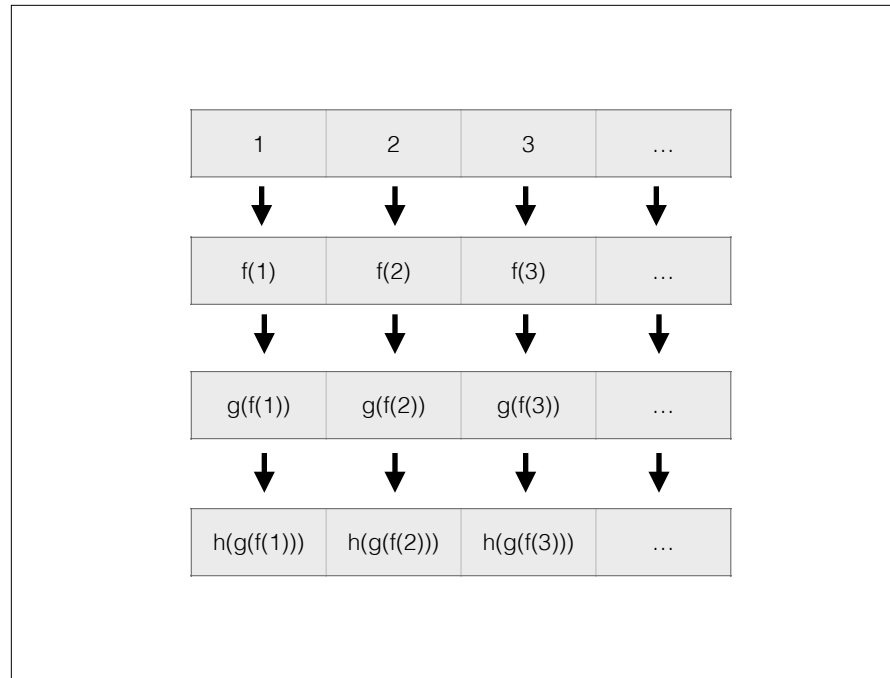 1 2 3 …
f(1) f(2) f(3) …
g(f(1)) g(f(2)) g(f(3)) …
h(g(f(1))) h(g(f(2))) h(g(f(3))) …